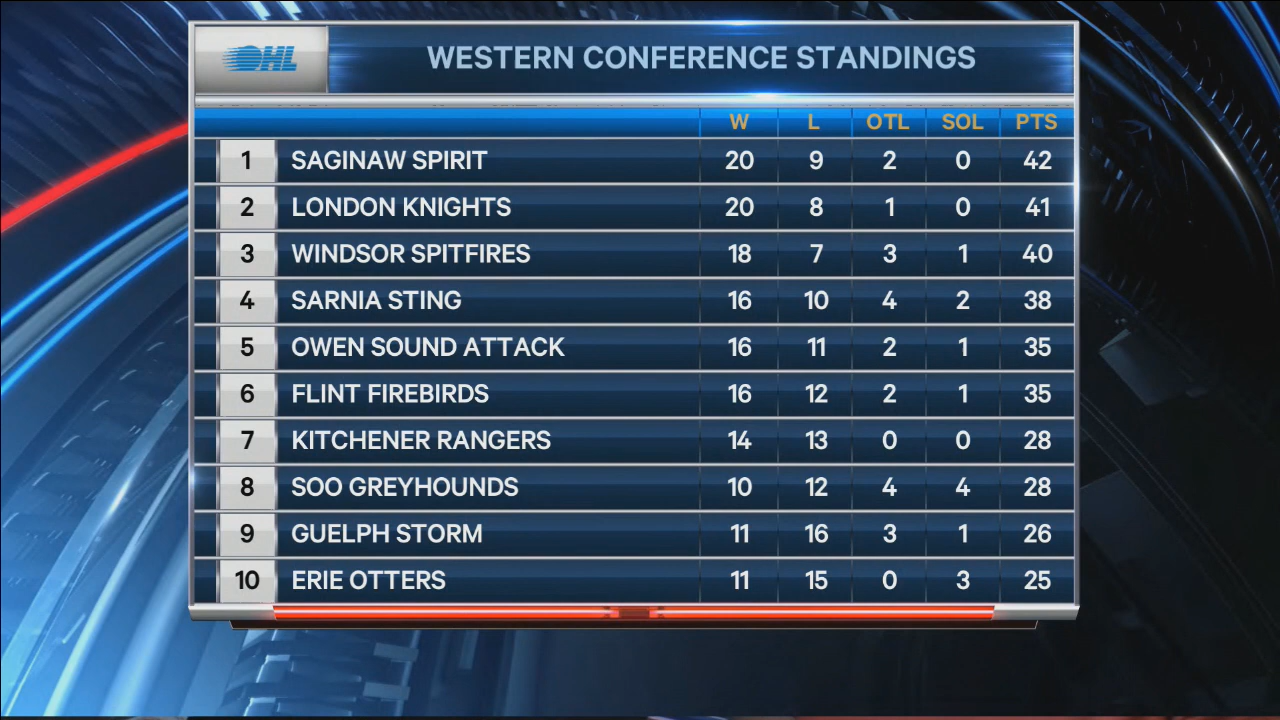 OHL WESTERN CONFERENCE STANDINGS
W L OTL SOL PTS
1 SAGINAW SPIRIT 20 9 2 0 42
2 LONDON KNIGHTS 20 8 1 0 41
3 WINDSOR SPITFIRES 18 7 3 1 40
4 SARNIA STING 16 10 4 2 38
5 OWEN SOUND ATTACK 16 11 2 1 35
6 FLINT FIREBIRDS 16 12 2 1 35
7 KITCHENER RANGERS 14 13 0 0 28
8 SOO GREYHOUNDS 10 12 4 4 28
9 GUELPH STORM 11 16 3 1 26
10 ERIE OTTERS 11 15 0 3 25